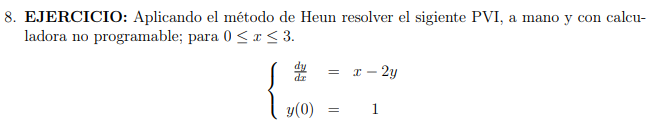 8. EJERCICIO: Aplicando el método de Heun resolver el sigiente PVI, a mano y con calcu-
ladora no programable; para 0 ≤ x ≤ 3.
dy/dx = x − 2y
y(0) = 1